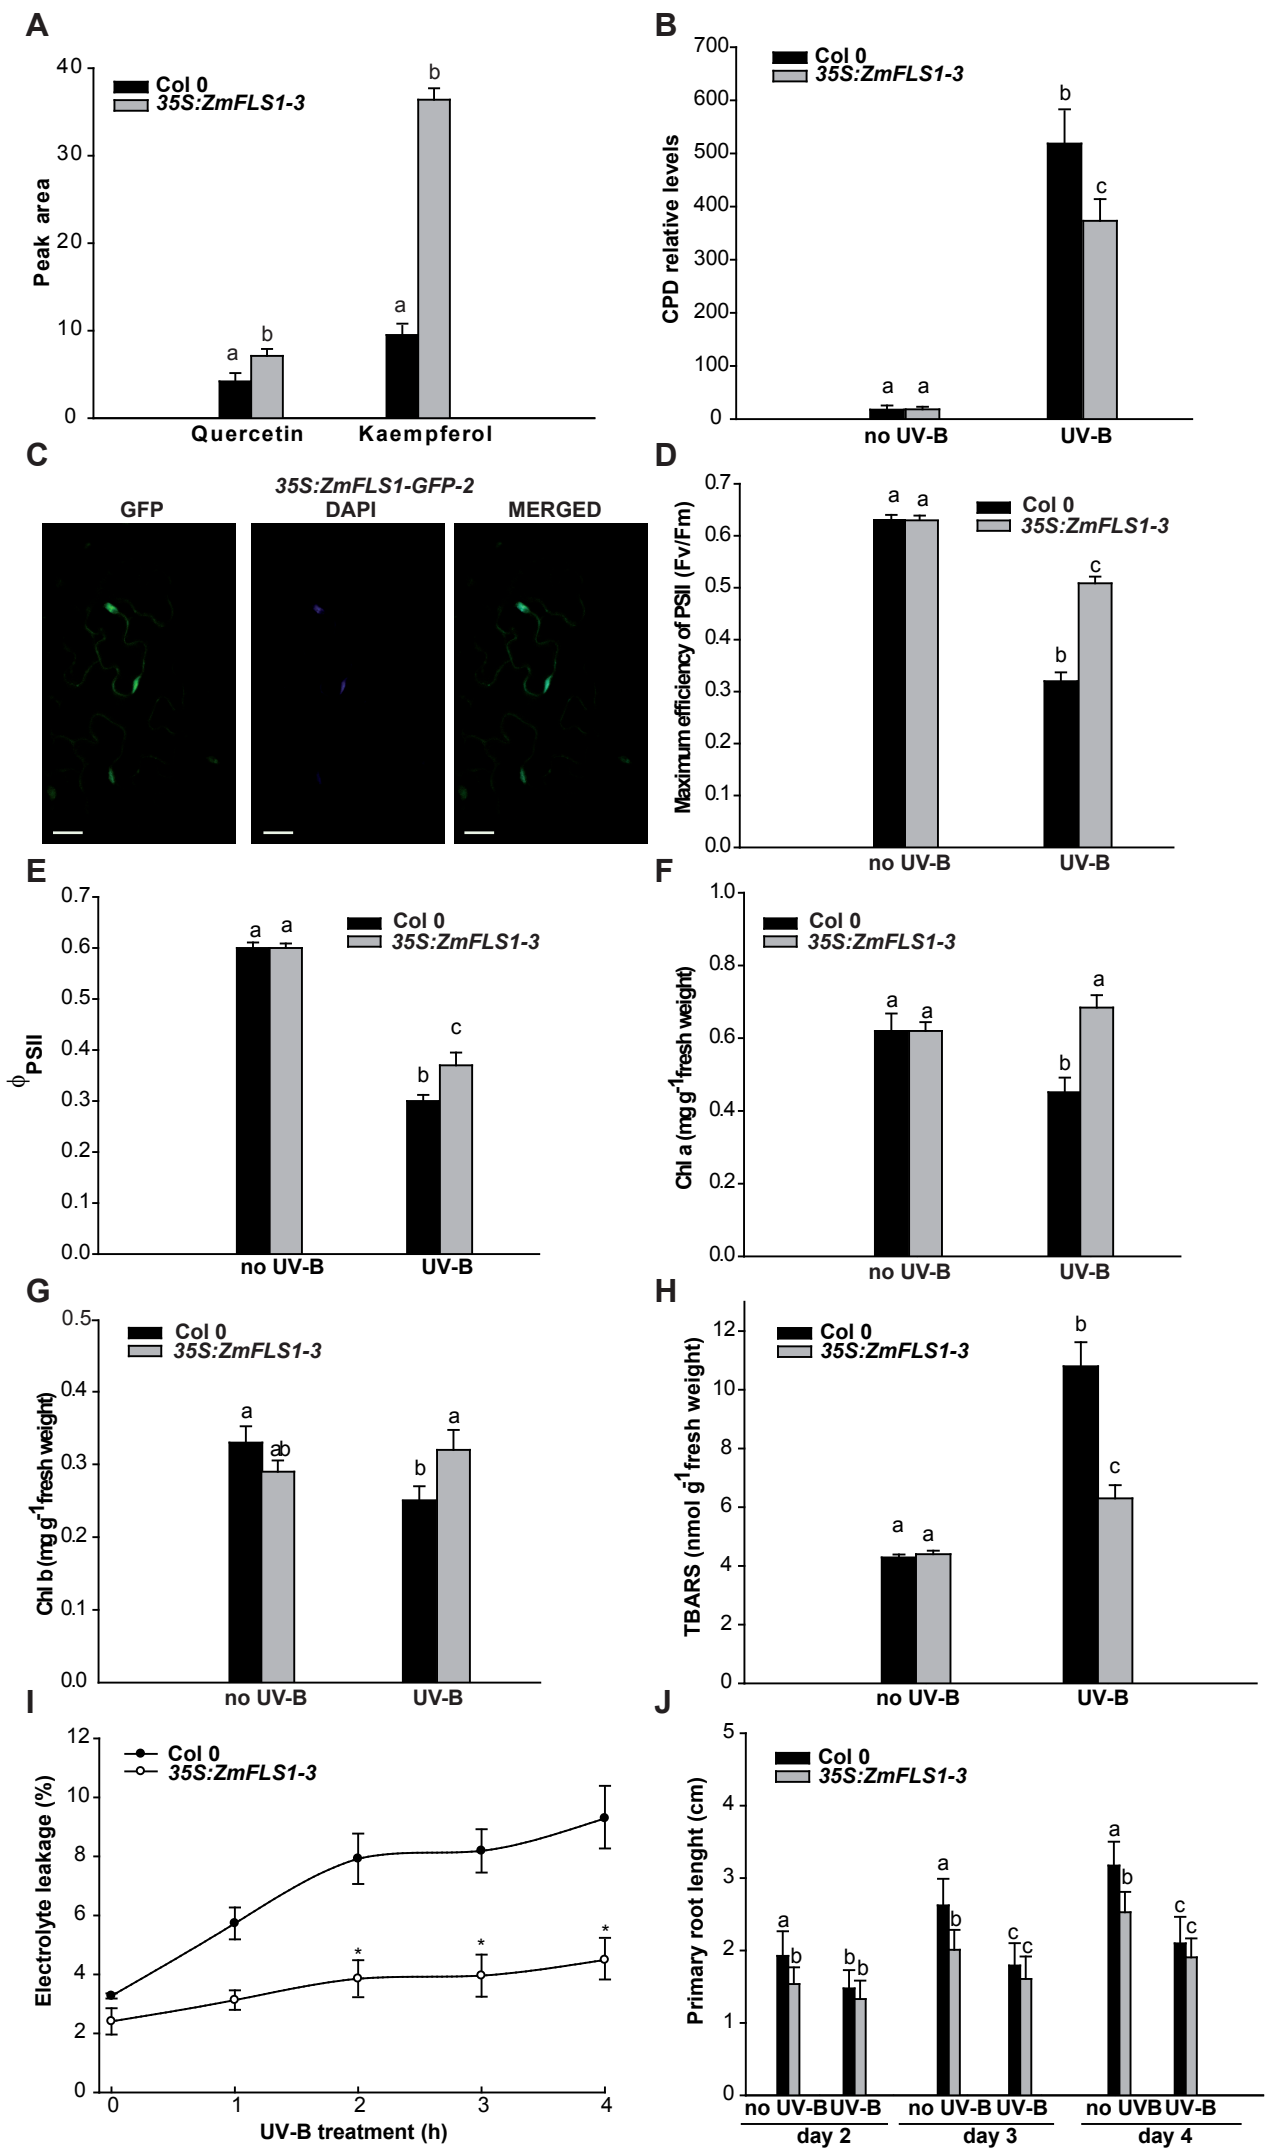 A
Col 0
35S:ZmFLS1-3
40
30
20
10
0
Peak area
a
b
a
b
Quercetin
Kaempferol
B
Col 0
35S:ZmFLS1-3
700
600
500
400
300
200
100
0
CPD relative levels
a
a
b
c
no UV-B
UV-B
C
35S:ZmFLS1-GFP-2
GFP
DAPI
MERGED
D
Col 0
35S:ZmFLS1-3
0.7
0.6
0.5
0.4
0.3
0.2
0.1
0.0
Maximum efficiency of PSII (Fv/Fm)
a
a
b
c
no UV-B
UV-B
E
Col 0
35S:ZmFLS1-3
0.7
0.6
0.5
0.4
0.3
0.2
0.1
0.0
ϕPSII
a
a
b
c
no UV-B
UV-B
F
Col 0
35S:ZmFLS1-3
1.0
0.8
0.6
0.4
0.2
0.0
Chl a (mg g-1 fresh weight)
a
a
b
a
no UV-B
UV-B
G
Col 0
35S:ZmFLS1-3
0.5
0.4
0.3
0.2
0.1
0.0
Chl b (mg g-1 fresh weight)
a
ab
b
a
no UV-B
UV-B
H
Col 0
35S:ZmFLS1-3
12
10
8
6
4
2
0
TBARS (nmol g-1 fresh weight)
a
a
b
c
no UV-B
UV-B
I
Col 0
35S:ZmFLS1-3
12
10
8
6
4
2
0
Electrolyte leakage (%)
*
*
*
0
1
2
3
4
UV-B treatment (h)
J
Col 0
35S:ZmFLS1-3
5
4
3
2
1
0
Primary root lenght (cm)
a
b
b
b
a
b
c
c
a
b
c
c
no UV-B UV-B
no UV-B UV-B
no UVB UV-B
day 2
day 3
day 4